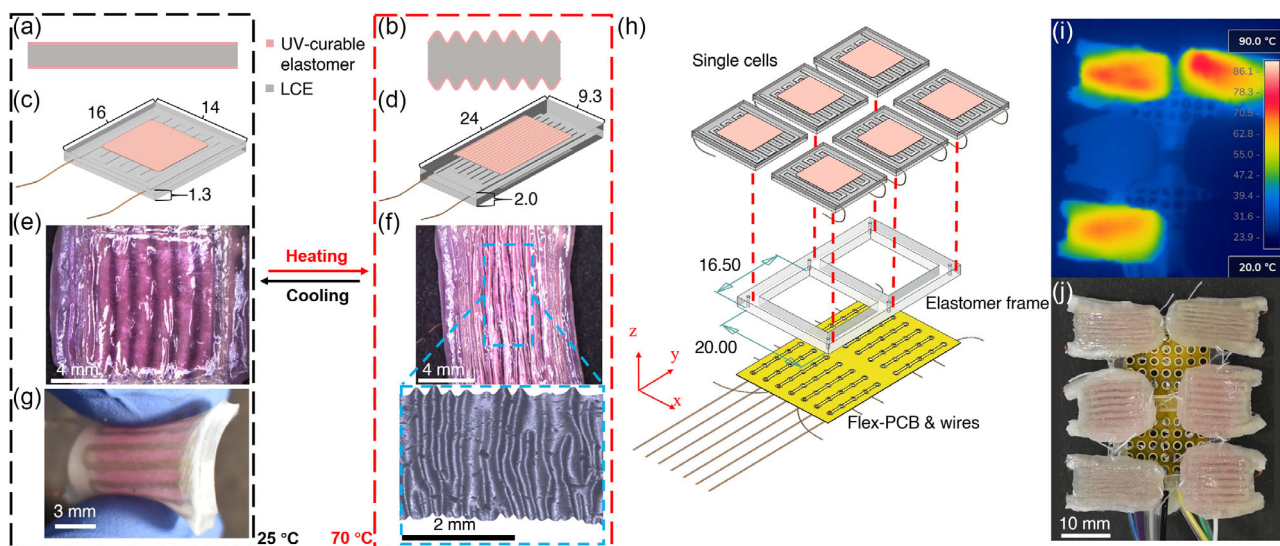 (a)
(b)
UV-curable
elastomer
LCE
(c)
16
14
1.3
(d)
24
9.3
2.0
(e)
4 mm
Heating
Cooling
(f)
4 mm
(g)
3 mm
2 mm
25 °C
70 °C
(h)
Single cells
16.50
Elastomer frame
20.00
z
y
x
Flex-PCB & wires
(i)
90.0 °C
86.1
78.3
70.5
62.8
55.0
47.2
39.4
31.6
23.9
20.0 °C
(j)
10 mm